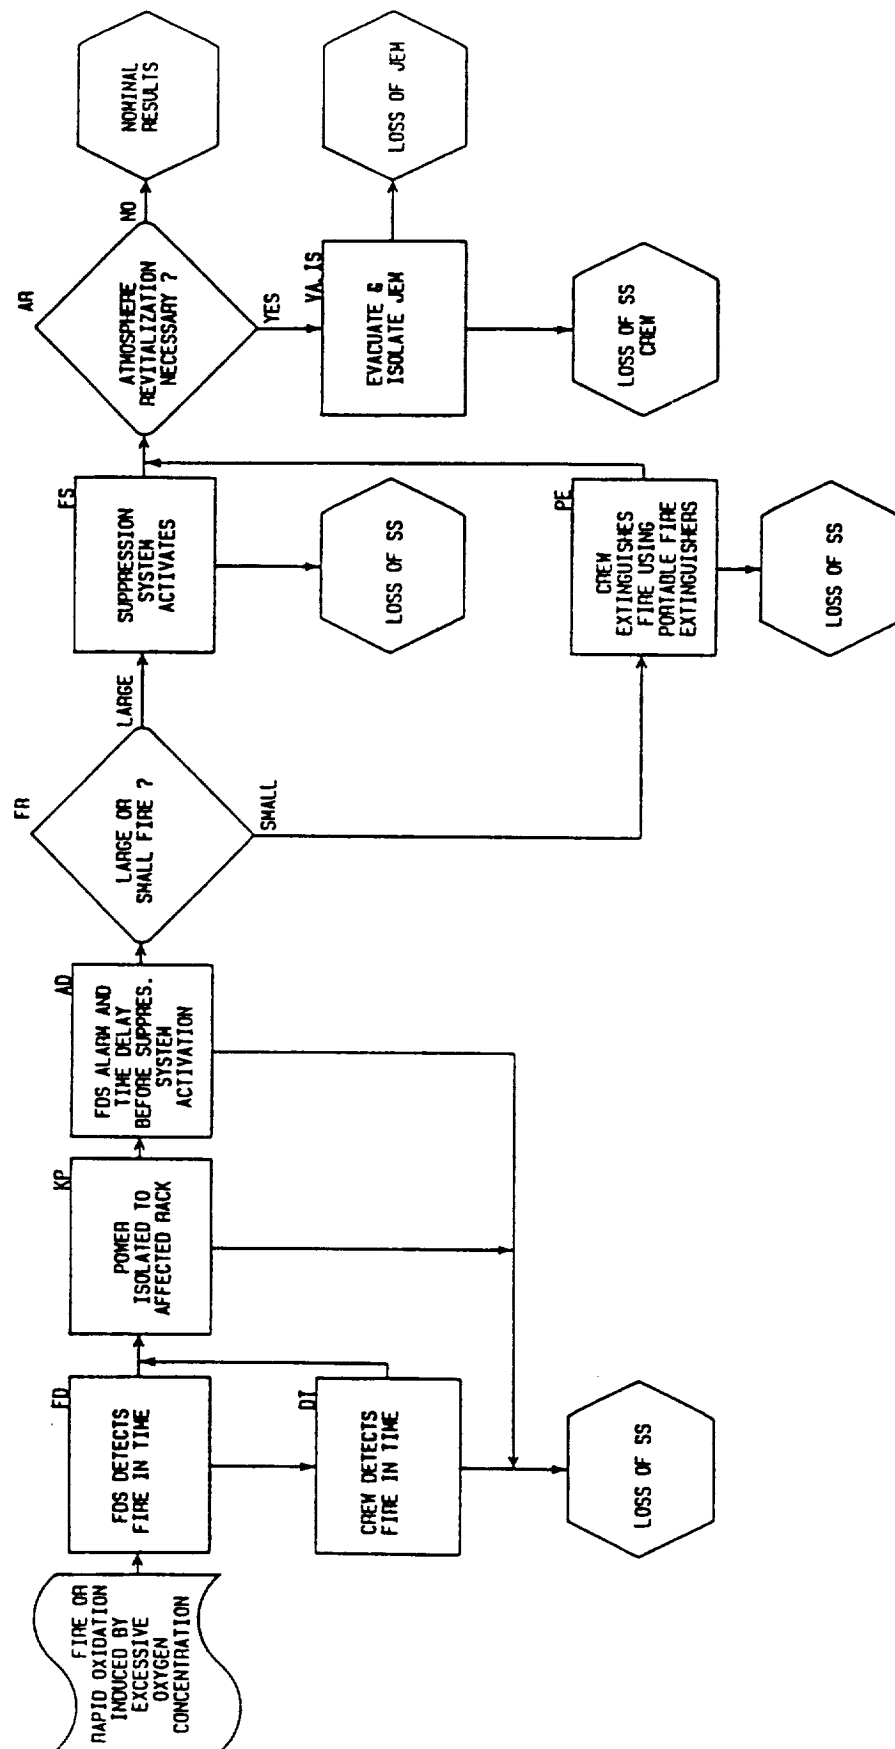 FIRE OR
RAPID OXIDATION
INDUCED BY
EXCESSIVE
OXYGEN
CONCENTRATION
FD
FDS DETECTS
FIRE IN TIME
DT
CREW DETECTS
FIRE IN TIME
LOSS OF SS
KP
POWER
ISOLATED TO
AFFECTED RACK
AD
FDS ALARM AND
TIME DELAY
BEFORE SUPPRES.
SYSTEM
ACTIVATION
FR
LARGE OR
SMALL FIRE ?
LARGE
SMALL
FS
SUPPRESSION
SYSTEM
ACTIVATES
LOSS OF SS
PE
CREW
EXTINGUISHES
FIRE USING
PORTABLE FIRE
EXTINGUISHERS
LOSS OF SS
AR
ATMOSPHERE
REVITALIZATION
NECESSARY ?
NO
YES
NOMINAL
RESULTS
VA,IS
EVACUATE &
ISOLATE JEM
LOSS OF JEM
LOSS OF SS
CREW